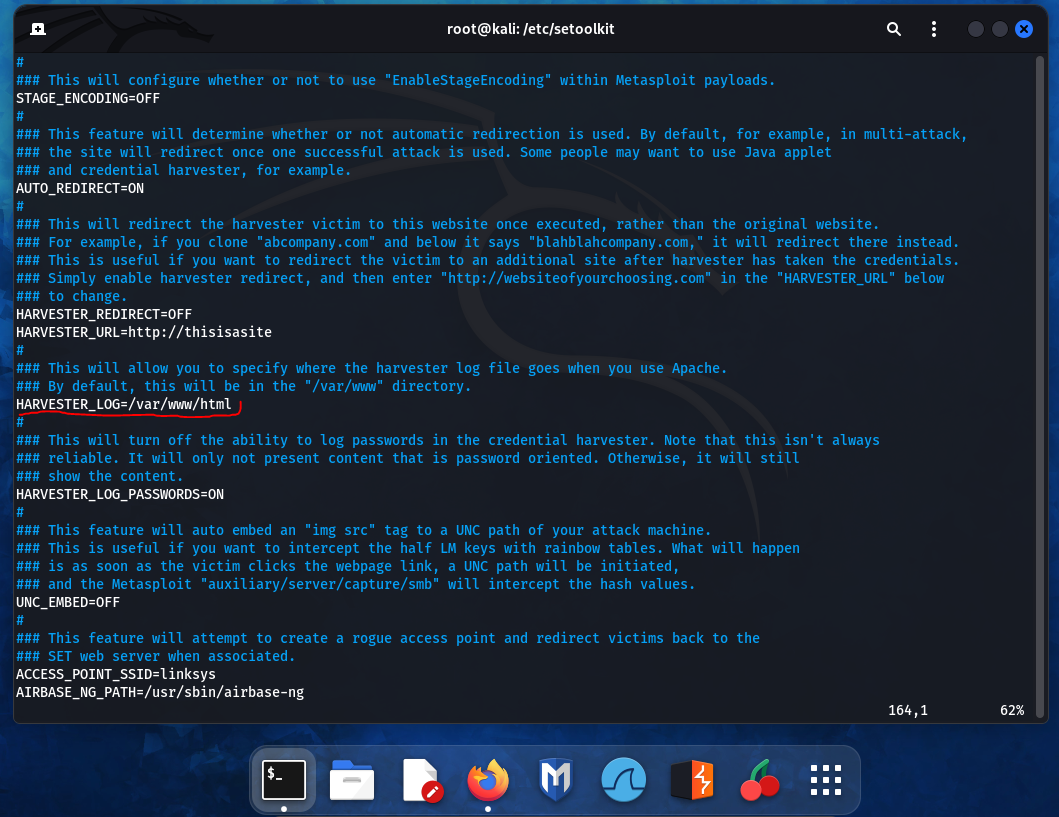 root@kali: /etc/setoolkit
#
### This will configure whether or not to use "EnableStageEncoding" within Metasploit payloads.
STAGE_ENCODING=OFF
#
### This feature will determine whether or not automatic redirection is used. By default, for example, in multi-attack,
### the site will redirect once one successful attack is used. Some people may want to use Java applet
### and credential harvester, for example.
AUTO_REDIRECT=ON
#
### This will redirect the harvester victim to this website once executed, rather than the original website.
### For example, if you clone "abcompany.com" and below it says "blahblahcompany.com," it will redirect there instead.
### This is useful if you want to redirect the victim to an additional site after harvester has taken the credentials.
### Simply enable harvester redirect, and then enter "http://websiteofyourchoosing.com" in the "HARVESTER_URL" below
### to change.
HARVESTER_REDIRECT=OFF
HARVESTER_URL=http://thisisasite
#
### This will allow you to specify where the harvester log file goes when you use Apache.
### By default, this will be in the "/var/www" directory.
HARVESTER_LOG=/var/www/html
#
### This will turn off the ability to log passwords in the credential harvester. Note that this isn't always
### reliable. It will only not present content that is password oriented. Otherwise, it will still
### show the content.
HARVESTER_LOG_PASSWORDS=ON
#
### This feature will auto embed an "img src" tag to a UNC path of your attack machine.
### This is useful if you want to intercept the half LM keys with rainbow tables. What will happen
### is as soon as the victim clicks the webpage link, a UNC path will be initiated,
### and the Metasploit "auxiliary/server/capture/smb" will intercept the hash values.
UNC_EMBED=OFF
#
### This feature will attempt to create a rogue access point and redirect victims back to the
### SET web server when associated.
ACCESS_POINT_SSID=linksys
AIRBASE_NG_PATH=/usr/sbin/airbase-ng
164,1 62%
$_